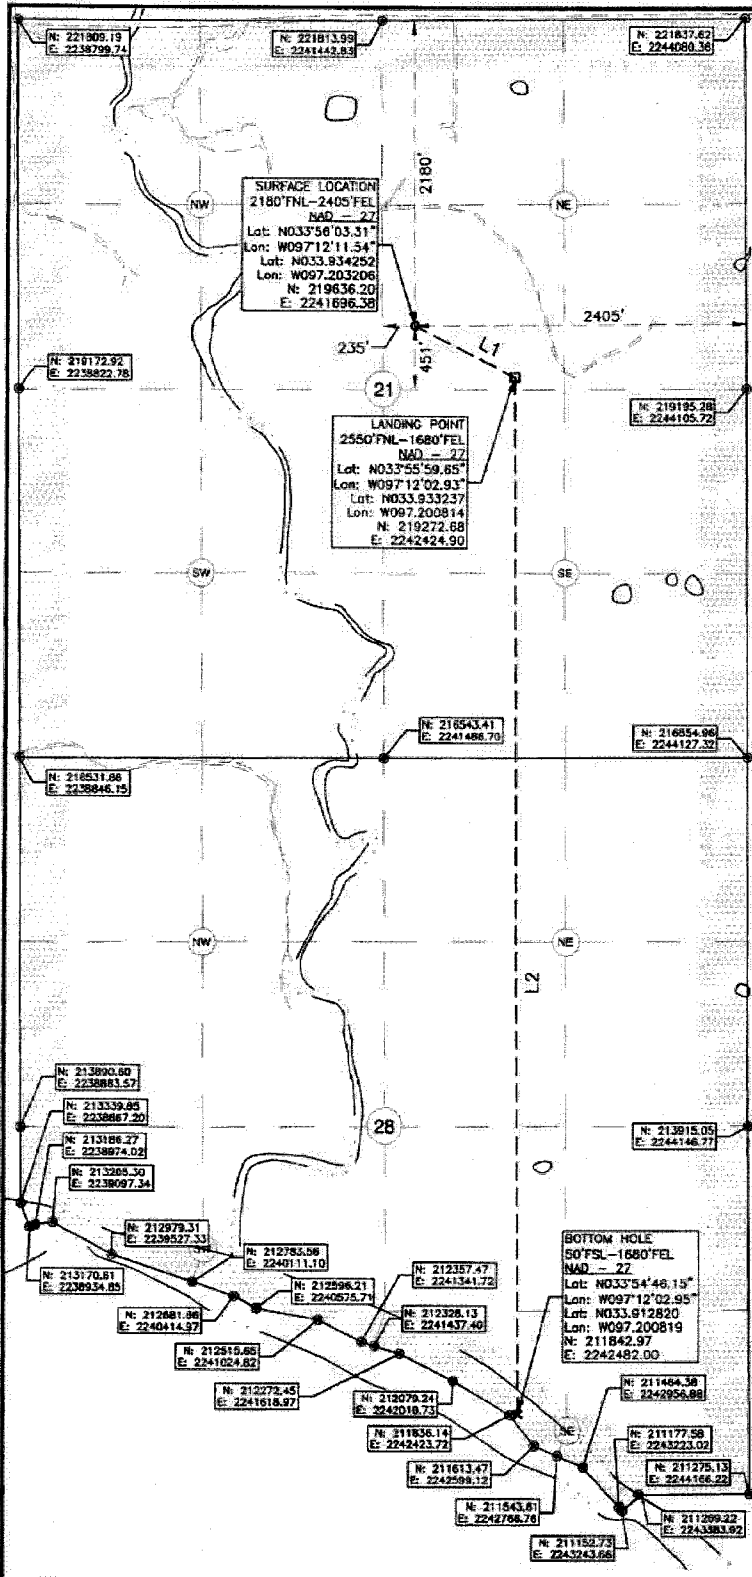 N: 221809.19
E: 2238799.74
N: 221813.99
E: 2241442.83
N: 221837.62
E: 2244080.36
2180'
NW
NE
SURFACE LOCATION
2180'FNL-2405'FEL
NAD - 27
Lat: N033°56'03.31"
Lon: W097°12'11.54"
Lat: N033.934252
Lon: W097.203206
N: 219636.20
E: 2241696.38
2405'
235'
451'
L1
N: 219172.92
E: 2238822.78
21
N: 219195.28
E: 2244105.72
LANDING POINT
2550'FNL-1680'FEL
NAD - 27
Lat: N033°55'59.65"
Lon: W097°12'02.93"
Lat: N033.933237
Lon: W097.200814
N: 219272.68
E: 2242424.90
SW
SE
N: 216543.41
E: 2241486.70
N: 216554.96
E: 2244127.32
N: 216531.66
E: 2238846.15
NW
NE
L2
N: 213890.60
E: 2238883.57
N: 213339.85
E: 2238887.20
28
N: 213915.05
E: 2244146.77
N: 213186.27
E: 2238974.02
N: 213205.30
E: 2239097.34
N: 212979.31
E: 2239527.33
N: 212783.56
E: 2240111.10
N: 213170.81
E: 2238934.85
N: 212596.21
E: 2240575.71
N: 212357.47
E: 2241341.72
BOTTOM HOLE
50'FSL-1680'FEL
NAD - 27
Lat: N033°54'46.15"
Lon: W097°12'02.95"
Lat: N033.912820
Lon: W097.200819
N: 211842.97
E: 2242482.00
N: 212681.86
E: 2240414.97
N: 212328.13
E: 2241437.40
N: 212515.65
E: 2241024.82
N: 212272.45
E: 2241618.97
N: 212079.24
E: 2242018.73
N: 211484.38
E: 2242956.88
N: 211836.14
E: 2242423.72
SE
N: 211177.58
E: 2243223.02
N: 211613.47
E: 2242599.12
N: 211275.13
E: 2244166.22
N: 211543.81
E: 2242766.76
N: 211269.22
E: 2243383.92
N: 211152.73
E: 2243243.66